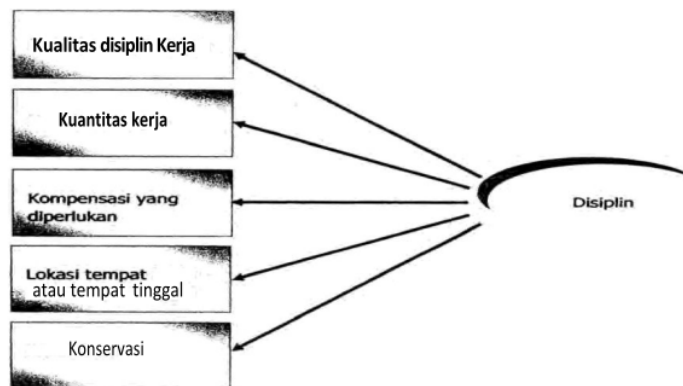 Kualitas disiplin Kerja
Kuantitas kerja
Kompensasi yang
diperlukan
Lokasi tempat
atau tempat tinggal
Konservasi
Disiplin